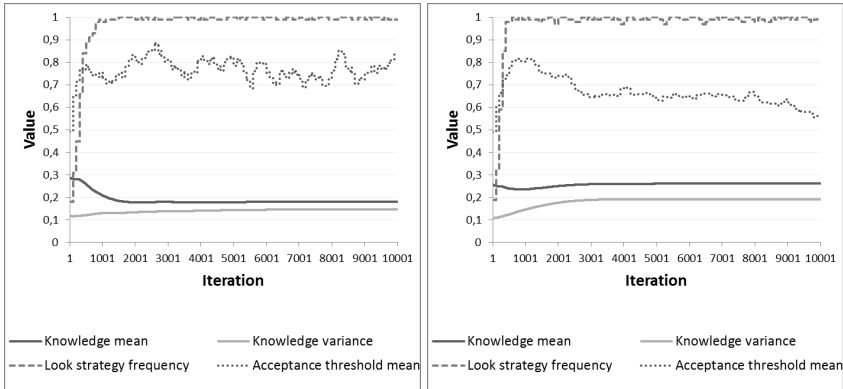 1
0,9
0,8
0,7
0,6
0,5
0,4
0,3
0,2
0,1
0
Value
1 1001 2001 3001 4001 5001 6001 7001 8001 9001 10001
Iteration
Knowledge mean Knowledge variance
Look strategy frequency Acceptance threshold mean
1
0,9
0,8
0,7
0,6
0,5
0,4
0,3
0,2
0,1
0
Value
1 1001 2001 3001 4001 5001 6001 7001 8001 9001 10001
Iteration
Knowledge mean Knowledge variance
Look strategy frequency Acceptance threshold mean